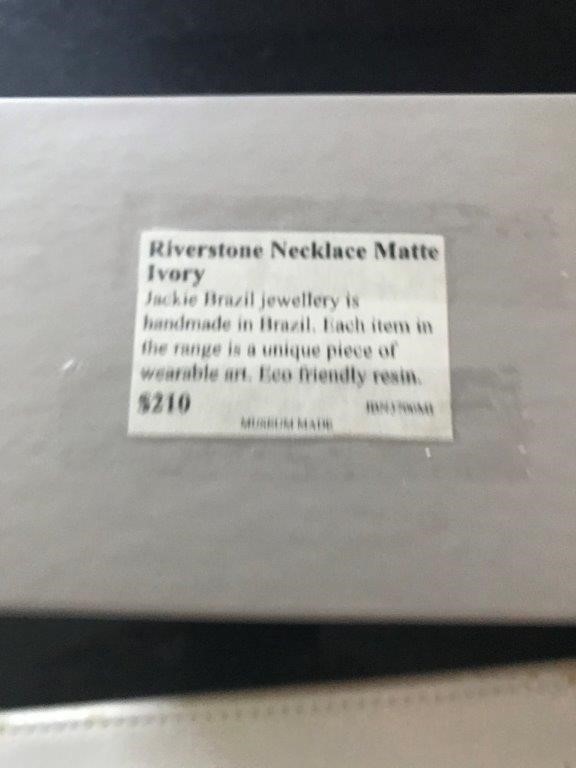 Riverstone Necklace Matte
Ivory
Jackie Brazil jewellery is
handmade in Brazil. Each item in
the range is a unique piece of
wearable art. Eco friendly resin.
$210
MUSEUM MADE